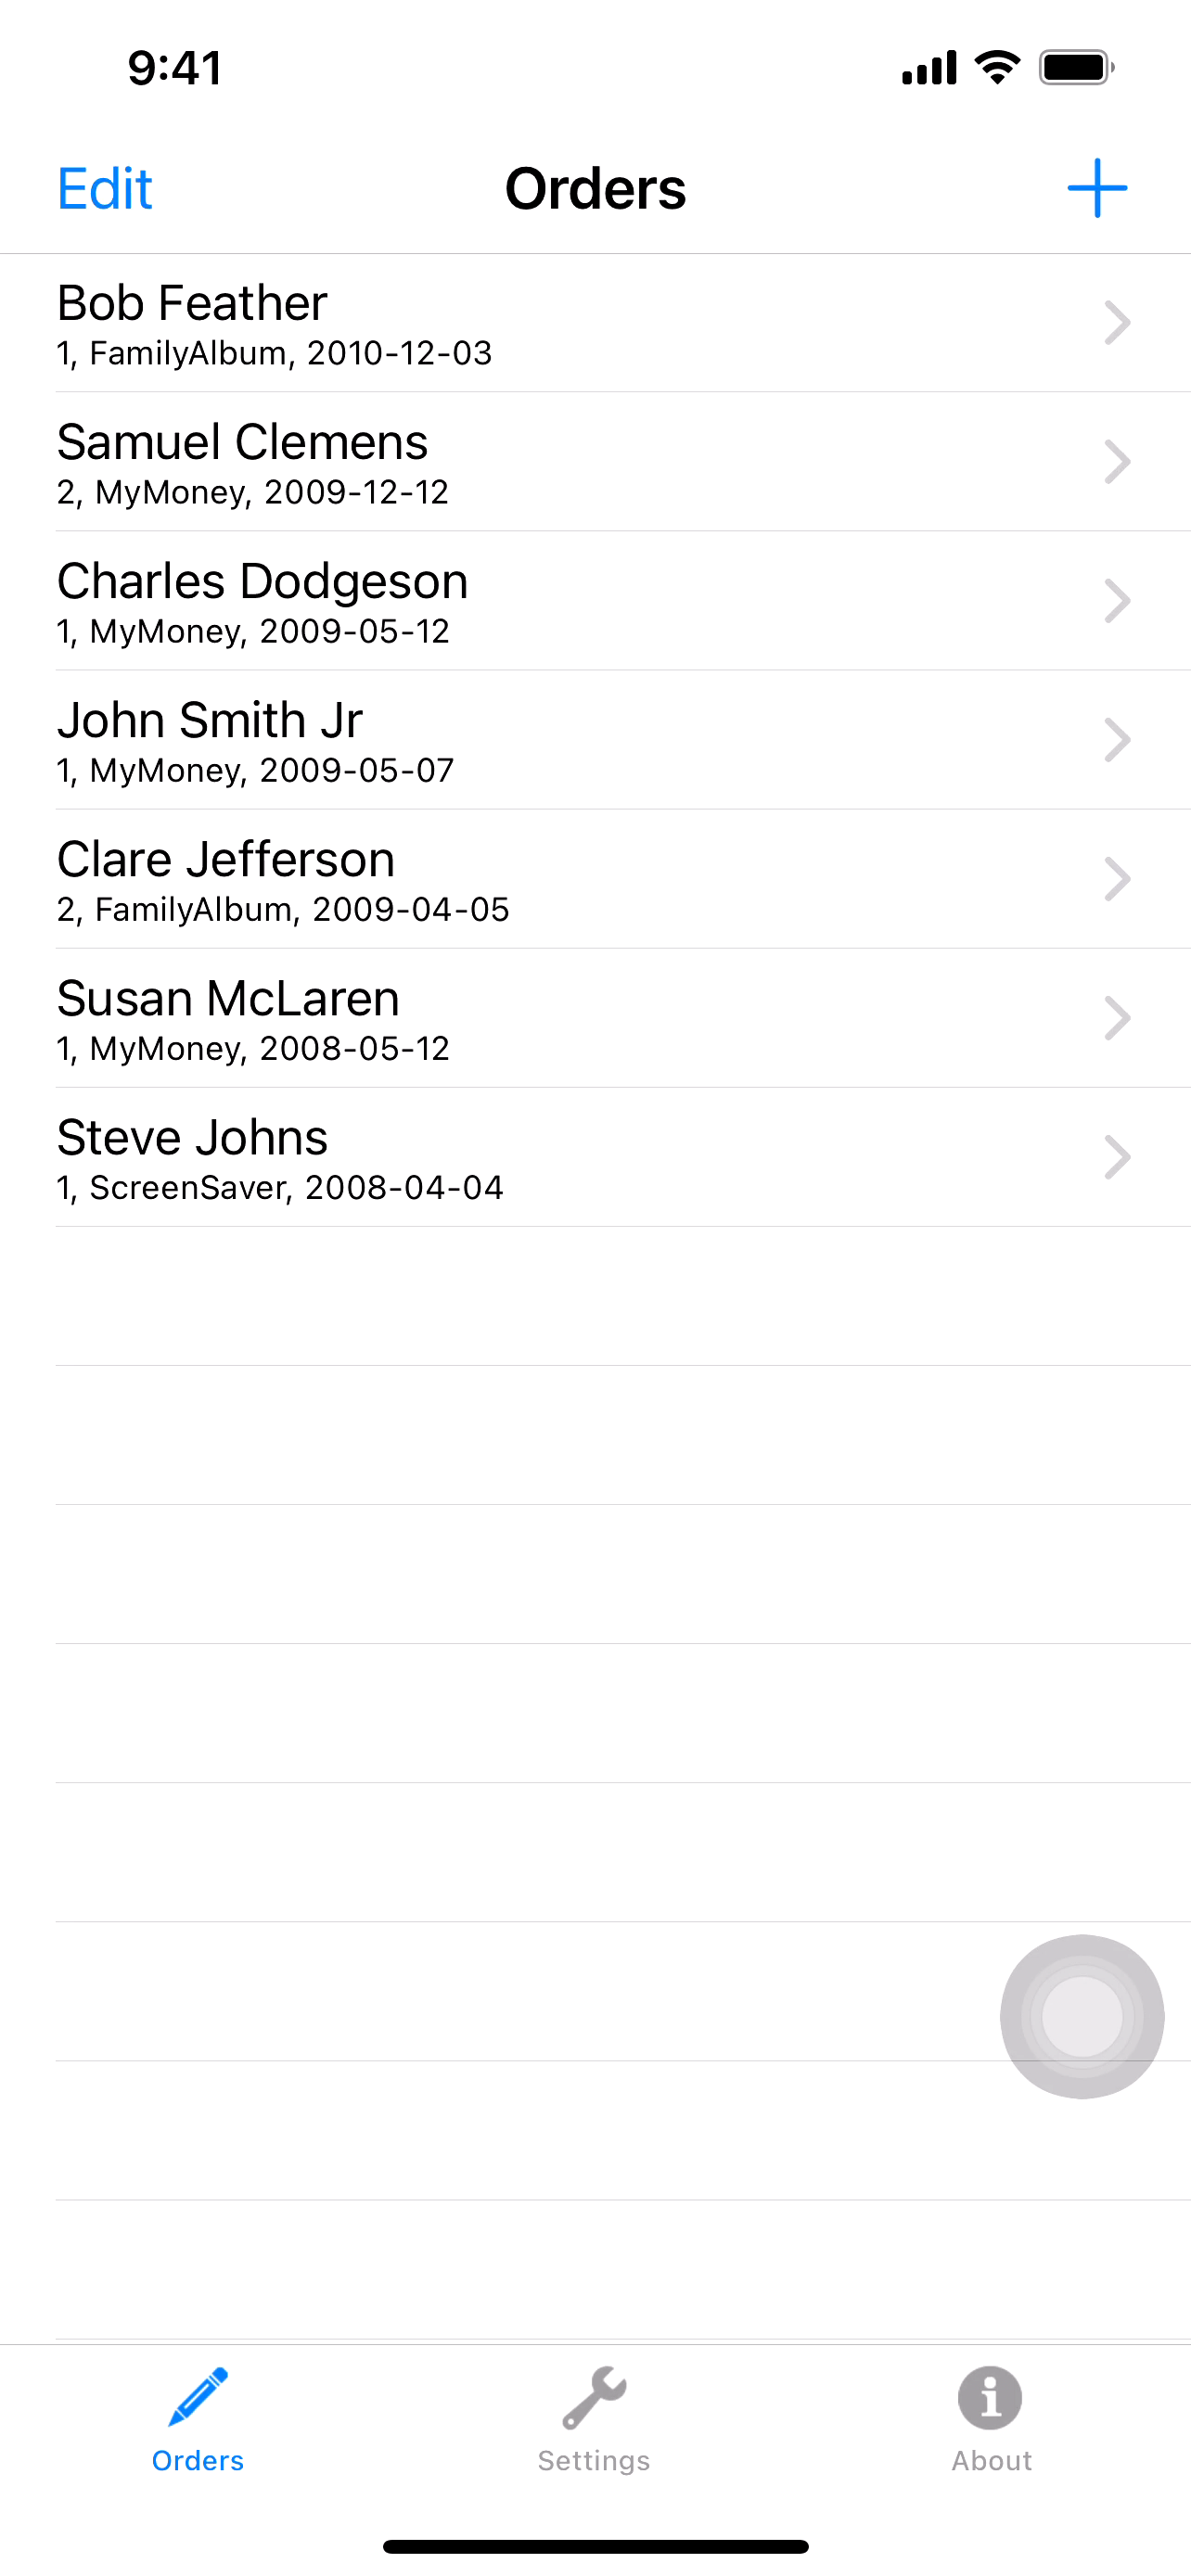 9:41
Edit
Orders
Bob Feather
1, FamilyAlbum, 2010-12-03
Samuel Clemens
2, MyMoney, 2009-12-12
Charles Dodgeson
1, MyMoney, 2009-05-12
John Smith Jr
1, MyMoney, 2009-05-07
Clare Jefferson
2, FamilyAlbum, 2009-04-05
Susan McLaren
1, MyMoney, 2008-05-12
Steve Johns
1, ScreenSaver, 2008-04-04
Orders
Settings
About